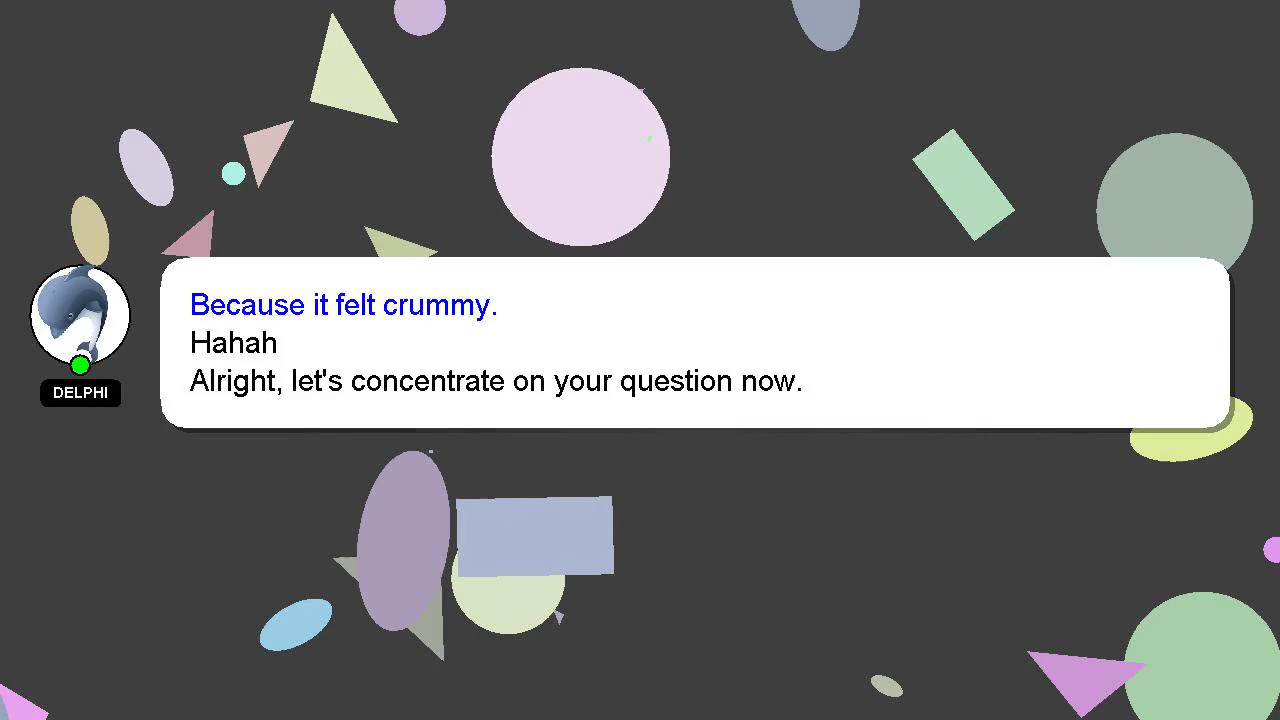 Because it felt crummy.
Hahah
Alright, let's concentrate on your question now.
DELPHI